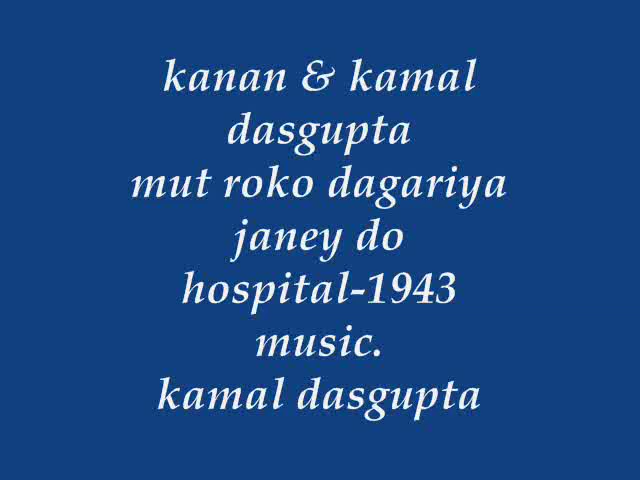 kanan & kamal
dasgupta
mut roko dagariya
janey do
hospital-1943
music.
kamal dasgupta